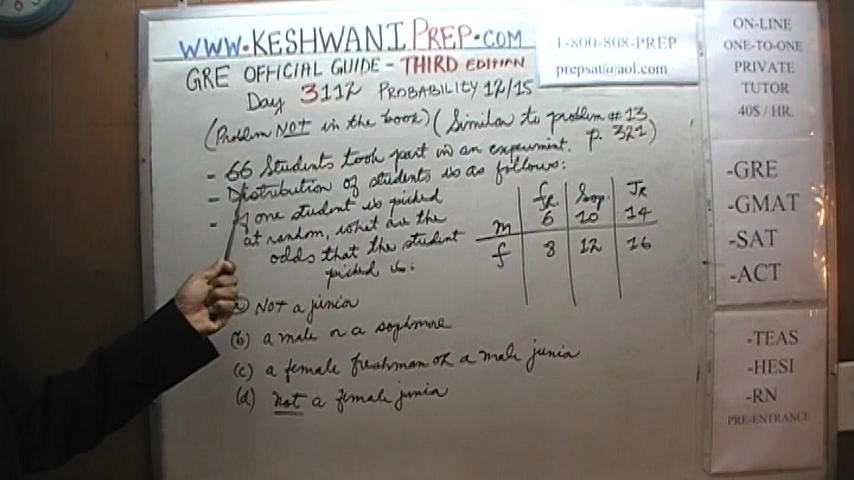 WWW.KESHWANIPREP.COM
GRE OFFICIAL GUIDE - THIRD EDITION
Day 3112 PROBABILITY 12/15
(Problem NOT in the book) (Similar to problem #13
p. 321)
- 66 Students took part in an experiment.
- Distribution of students is as follows:
- If one student is picked
at random, what are the
odds that the student
picked is:
fr. Sop. JR
m 6 10 14
f 8 12 16
(a) NOT a junior
(b) a male or a sophmore
(c) a female freshman or a male junior
(d) not a female junior
1-800-808-PREP
prepsat@aol.com
ON-LINE
ONE-TO-ONE
PRIVATE
TUTOR
40$ / HR.
-GRE
-GMAT
-SAT
-ACT
-TEAS
-HESI
-RN
PRE-ENTRANCE